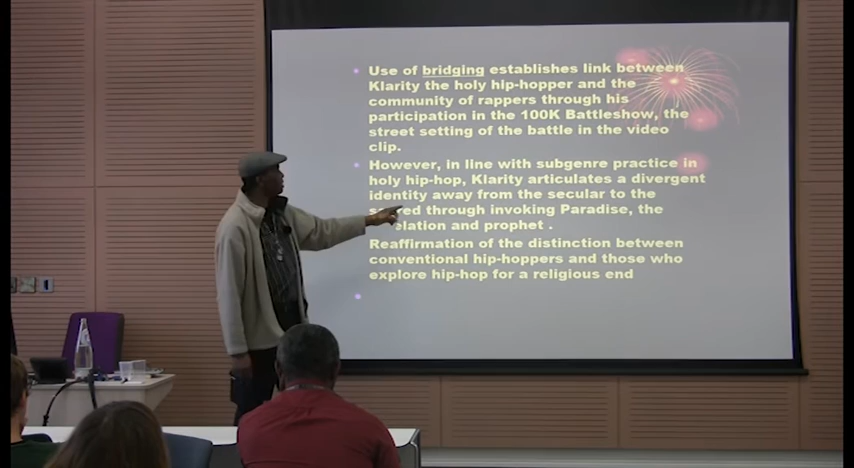 Use of bridging establishes link between
Klarity the holy hip-hopper and the
community of rappers through his
participation in the 100K Battleshow, the
street setting of the battle in the video
clip.
However, in line with subgenre practice in
holy hip-hop, Klarity articulates a divergent
identity away from the secular to the
through invoking Paradise, the
and prophet .
Reaffirmation of the distinction between
conventional hip-hoppers and those who
explore hip-hop for a religious end